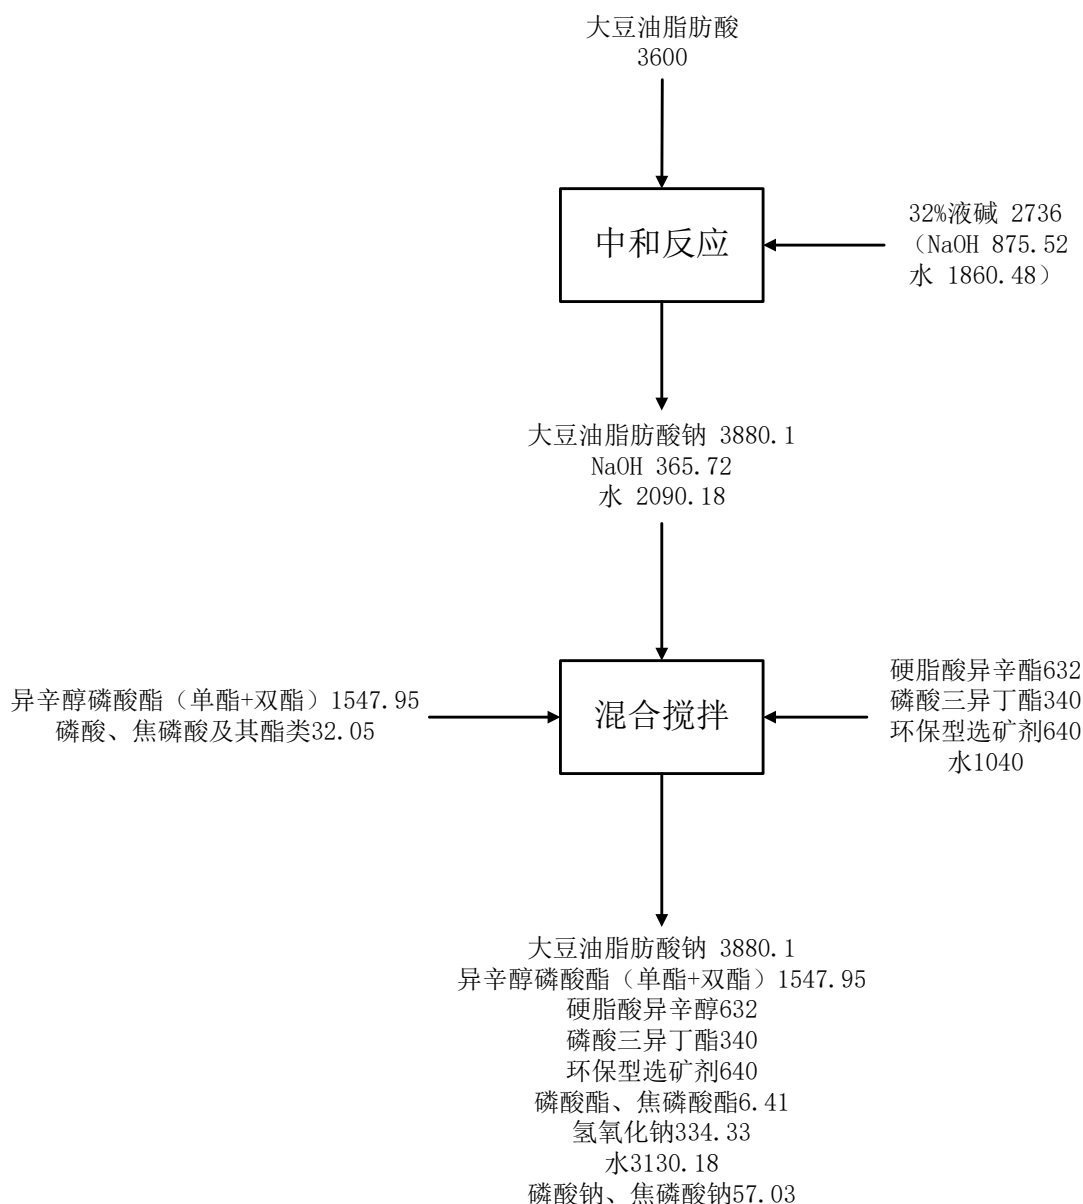 大豆油脂肪酸
3600
中和反应
32%液碱 2736
（NaOH 875.52
水 1860.48）
大豆油脂肪酸钠 3880.1
NaOH 365.72
水 2090.18
异辛醇磷酸酯（单酯+双酯）1547.95
磷酸、焦磷酸及其酯类32.05
混合搅拌
硬脂酸异辛酯632
磷酸三异丁酯340
环保型选矿剂640
水1040
大豆油脂肪酸钠 3880.1
异辛醇磷酸酯（单酯+双酯）1547.95
硬脂酸异辛醇632
磷酸三异丁酯340
环保型选矿剂640
磷酸酯、焦磷酸酯6.41
氢氧化钠334.33
水3130.18
磷酸钠、焦磷酸钠57.03